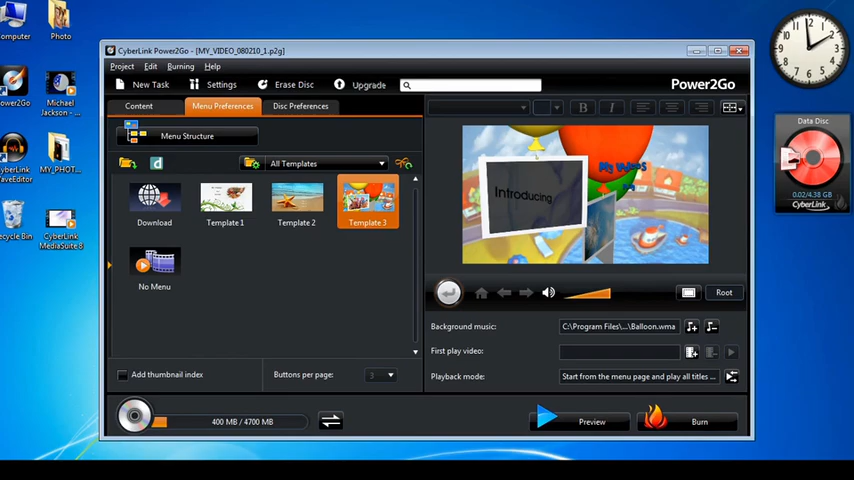 omputer
Photo
ower2Go
Michael
Jackson - ...
CyberLink
aveEditor
MY_PHOT...
ecycle Bin
CyberLink
MediaSuite 8
CyberLink Power2Go - [MY_VIDEO_080210_1.p2g]
Project Edit Burning Help
New Task Settings Erase Disc Upgrade Power2Go
Content Menu Preferences Disc Preferences
Menu Structure
All Templates
Download Template 1 Template 2 Template 3
No Menu
Add thumbnail index Buttons per page: 3
400 MB / 4700 MB
B I
My Videos
Introducing
Root
Background music: C:\Program Files\...\Balloon.wma
First play video:
Playback mode: Start from the menu page and play all titles ...
Preview Burn
Data Disc
0.02/4.38 GB
CyberLink